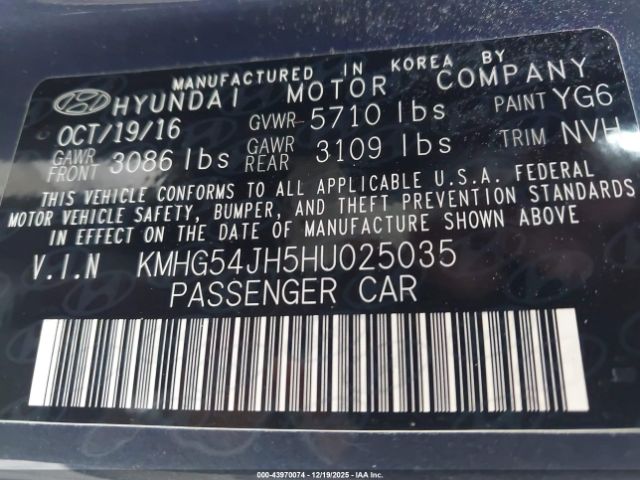 MANUFACTURED IN KOREA BY
HYUNDAI MOTOR COMPANY
OCT/19/16 GVWR 5710 lbs PAINT YG6
GAWR FRONT 3086 lbs GAWR REAR 3109 lbs TRIM NVH
THIS VEHICLE CONFORMS TO ALL APPLICABLE U.S.A. FEDERAL
MOTOR VEHICLE SAFETY, BUMPER, AND THEFT PREVENTION STANDARDS
IN EFFECT ON THE DATE OF MANUFACTURE SHOWN ABOVE
V.I.N KMHG54JH5HU025035
PASSENGER CAR
000-43970074 | 12/19/2025 - IAA